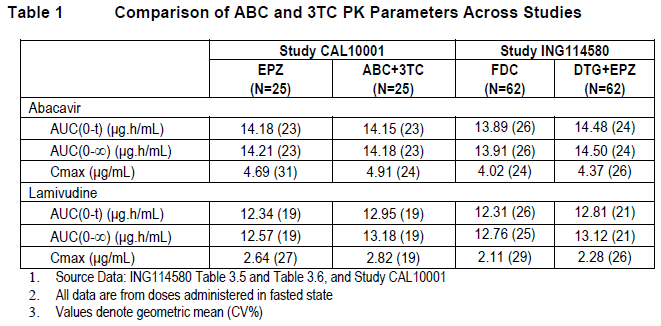 Table 1 Comparison of ABC and 3TC PK Parameters Across Studies
Study CAL10001 Study ING114580
EPZ ABC+3TC FDC DTG+EPZ
(N=25) (N=25) (N=62) (N=62)
Abacavir
AUC(0-t) (µg.h/mL) 14.18 (23) 14.15 (23) 13.89 (26) 14.48 (24)
AUC(0-∞) (µg.h/mL) 14.21 (23) 14.18 (23) 13.91 (26) 14.50 (24)
Cmax (µg/mL) 4.69 (31) 4.91 (24) 4.02 (24) 4.37 (26)
Lamivudine
AUC(0-t) (µg.h/mL) 12.34 (19) 12.95 (19) 12.31 (26) 12.81 (21)
AUC(0-∞) (µg.h/mL) 12.57 (19) 13.18 (19) 12.76 (25) 13.12 (21)
Cmax (µg/mL) 2.64 (27) 2.82 (19) 2.11 (29) 2.28 (26)
1. Source Data: ING114580 Table 3.5 and Table 3.6, and Study CAL10001
2. All data are from doses administered in fasted state
3. Values denote geometric mean (CV%)